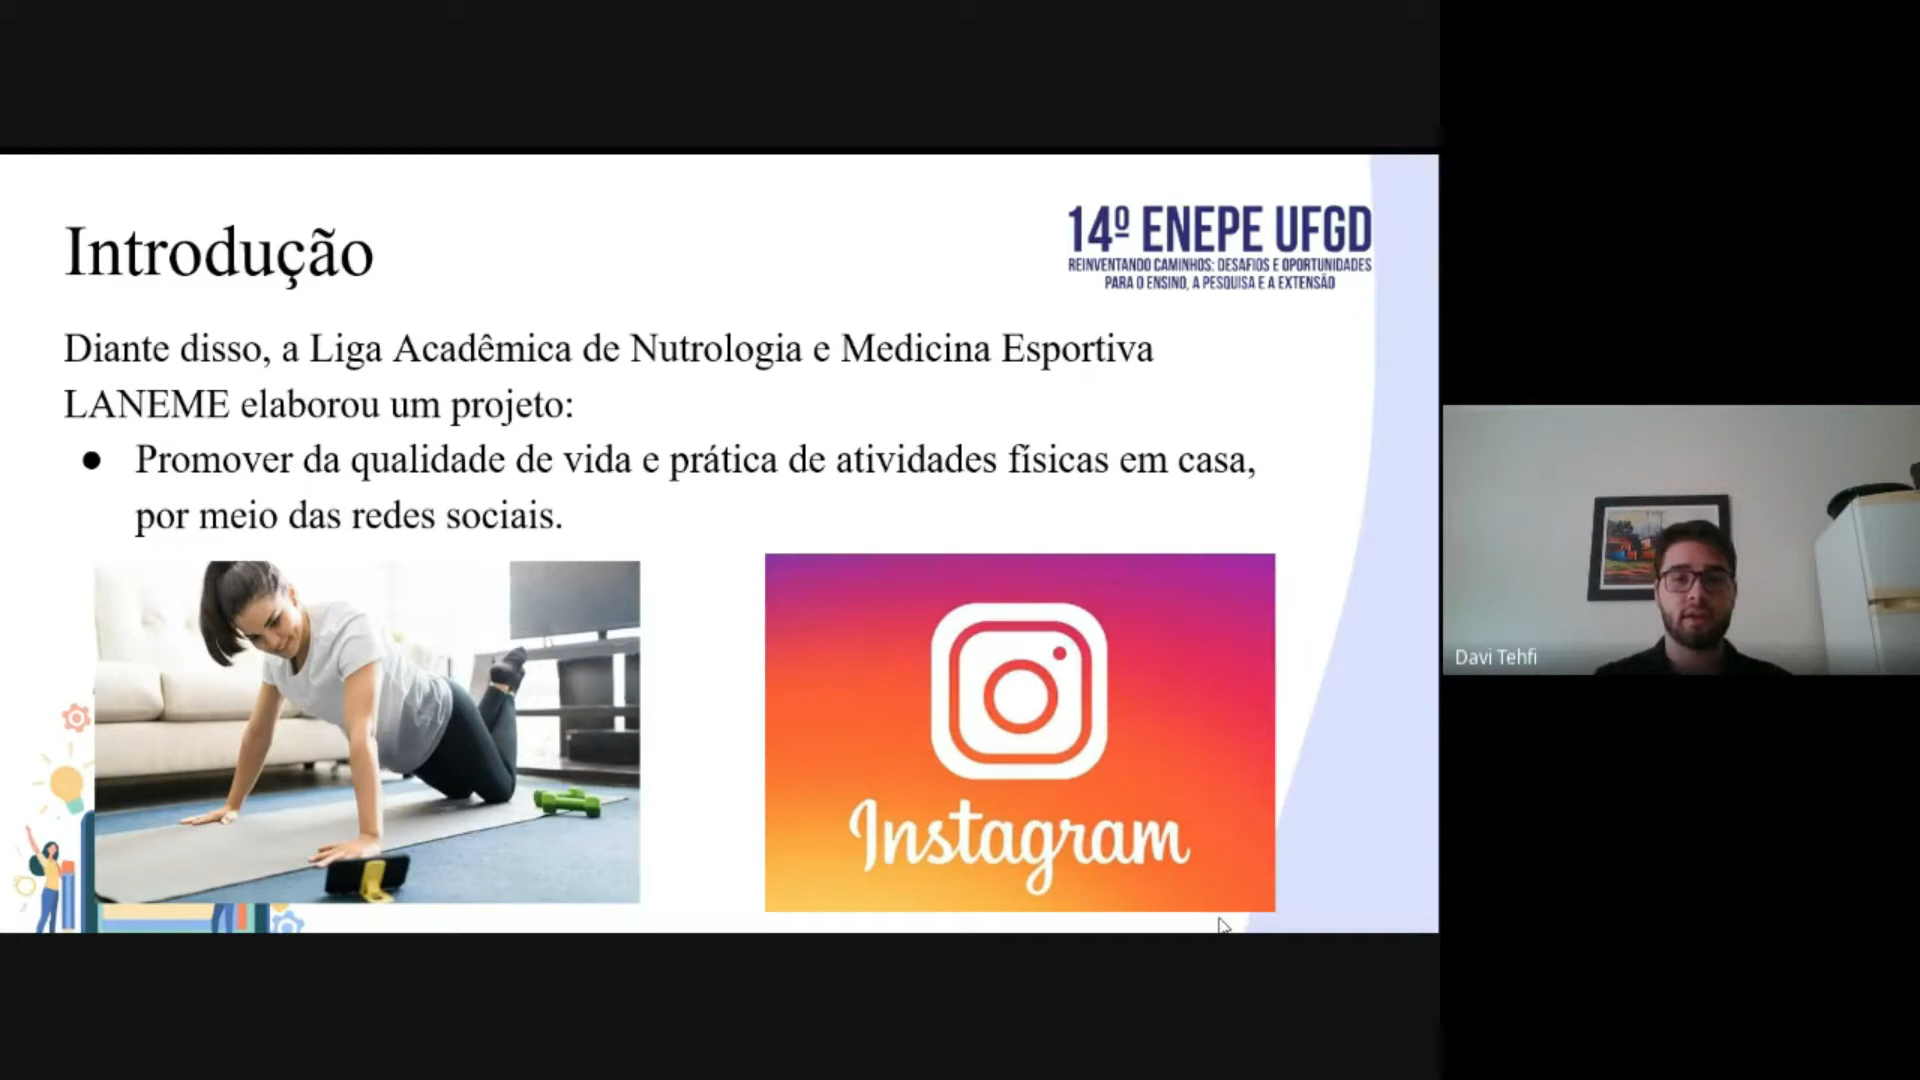 Introdução
14º ENEPE UFGD
REINVENTANDO CAMINHOS: DESAFIOS E OPORTUNIDADES
PARA O ENSINO, A PESQUISA E A EXTENSÃO
Diante disso, a Liga Acadêmica de Nutrologia e Medicina Esportiva
LANEME elaborou um projeto:
● Promover da qualidade de vida e prática de atividades físicas em casa,
por meio das redes sociais.
Instagram
Davi Tehfi